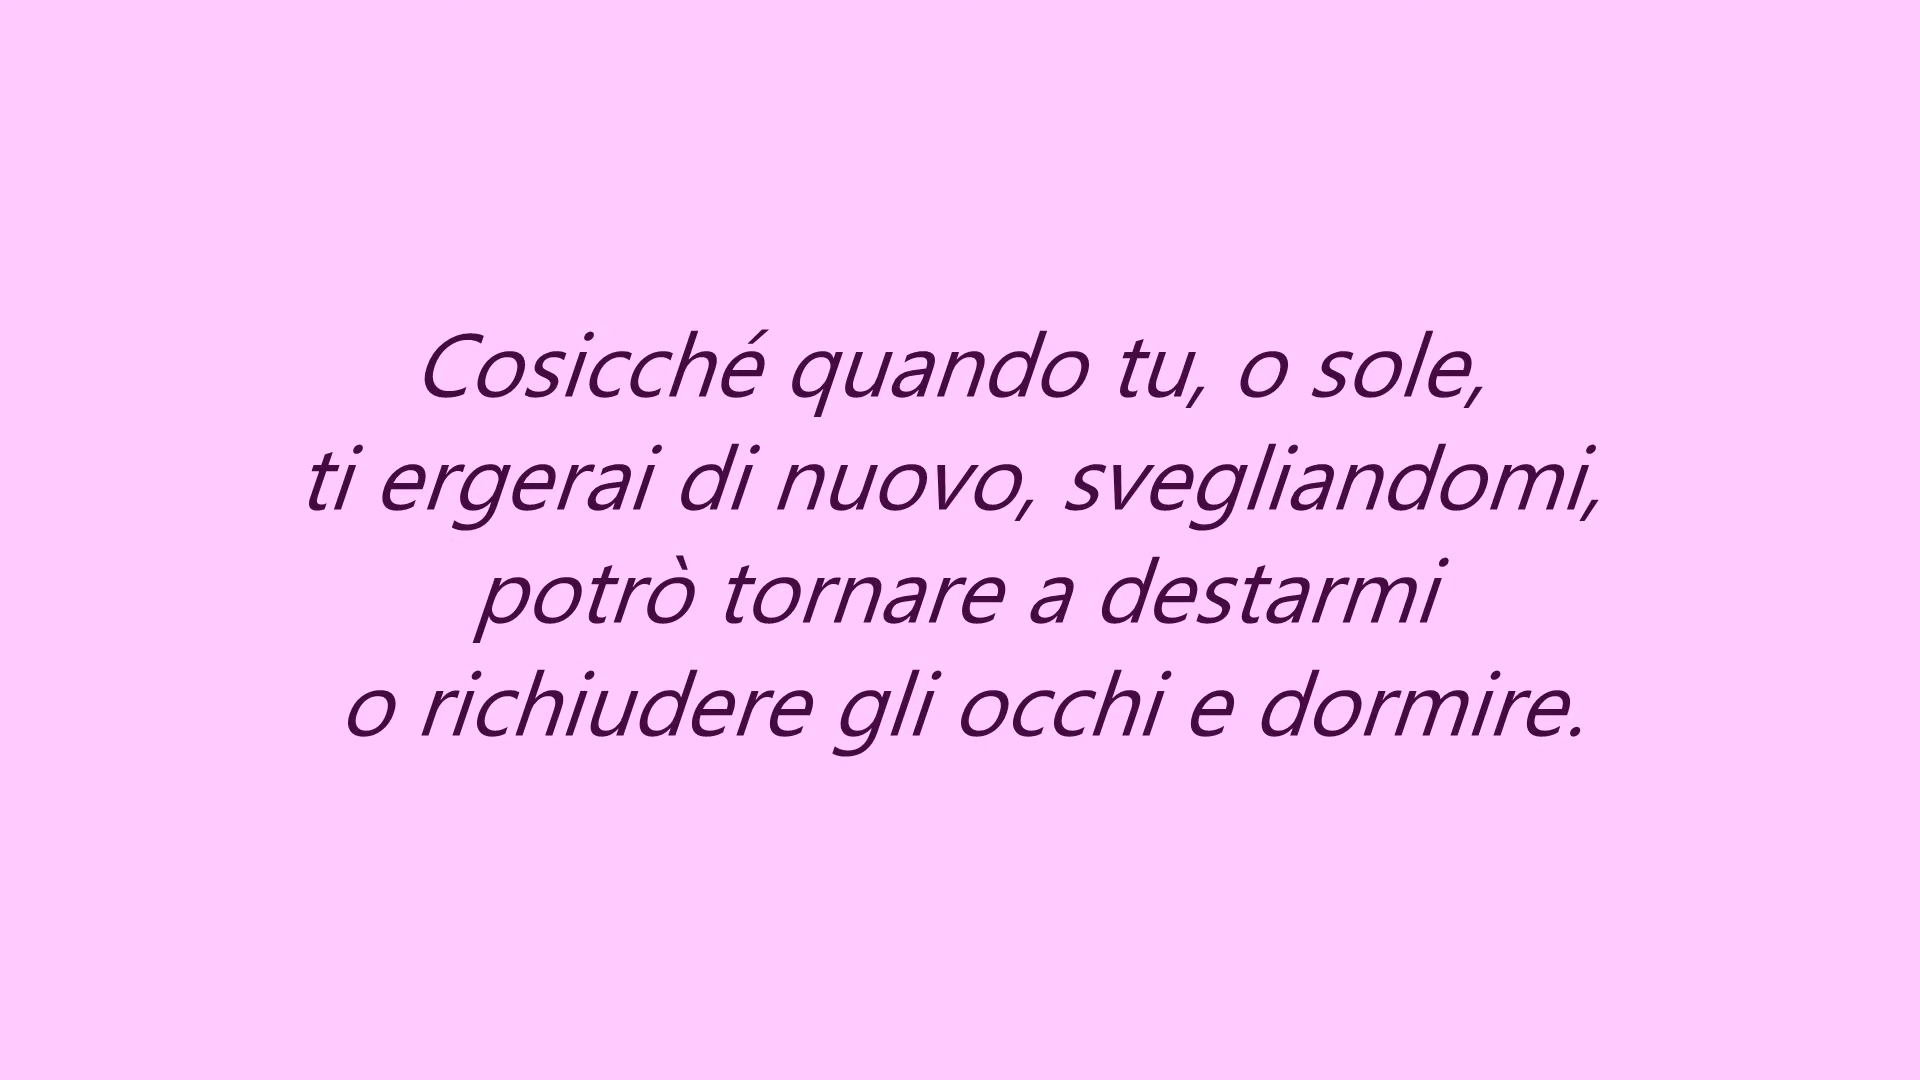 Cosicché quando tu, o sole,
ti ergerai di nuovo, svegliandomi,
potrò tornare a destarmi
o richiudere gli occhi e dormire.